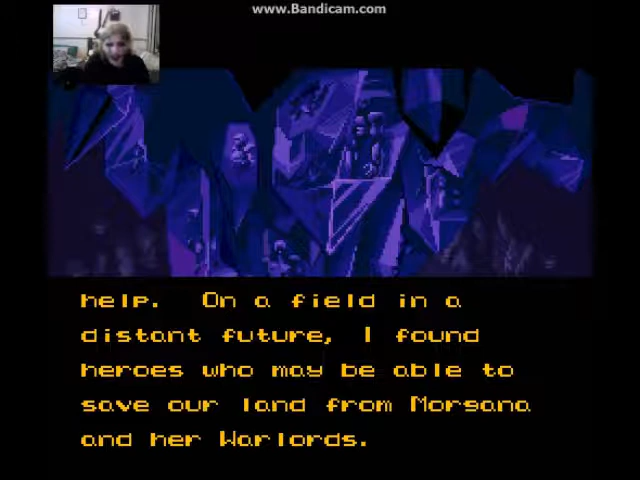 www.Bandicam.com
help. On a field in a
distant future, I found
heroes who may be able to
save our land from Morgana
and her Warlords.